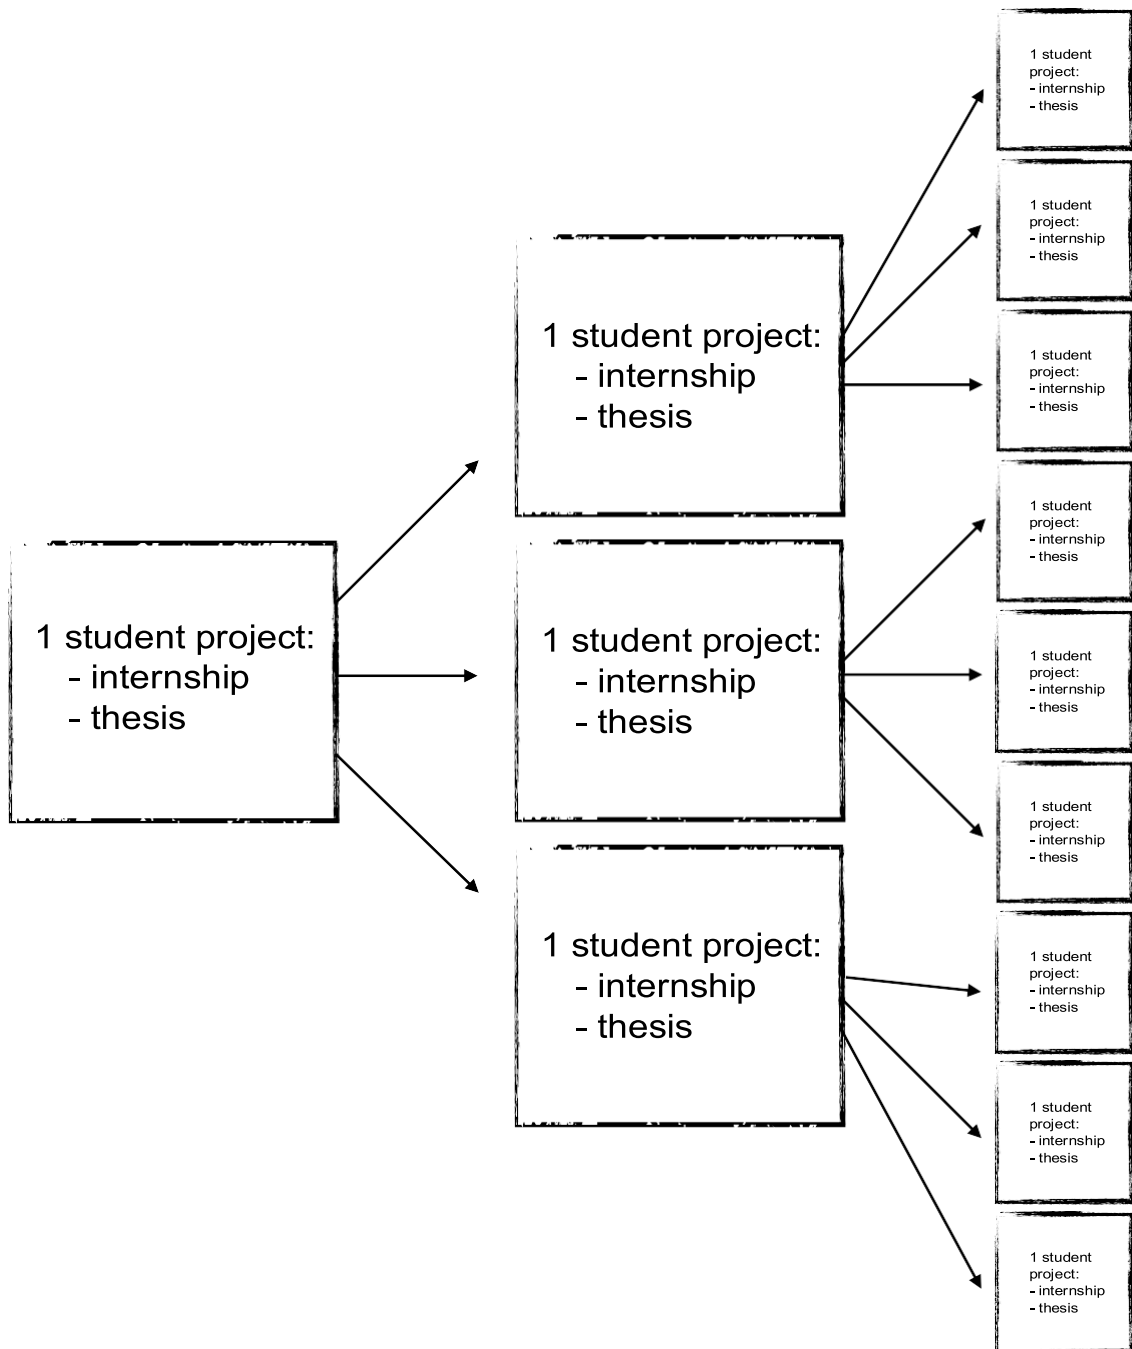 1 student project:
- internship
- thesis
1 student project:
- internship
- thesis
1 student project:
- internship
- thesis
1 student project:
- internship
- thesis
1 student
project:
- internship
- thesis
1 student
project:
- internship
- thesis
1 student
project:
- internship
- thesis
1 student
project:
- internship
- thesis
1 student
project:
- internship
- thesis
1 student
project:
- internship
- thesis
1 student
project:
- internship
- thesis
1 student
project:
- internship
- thesis
1 student
project:
- internship
- thesis